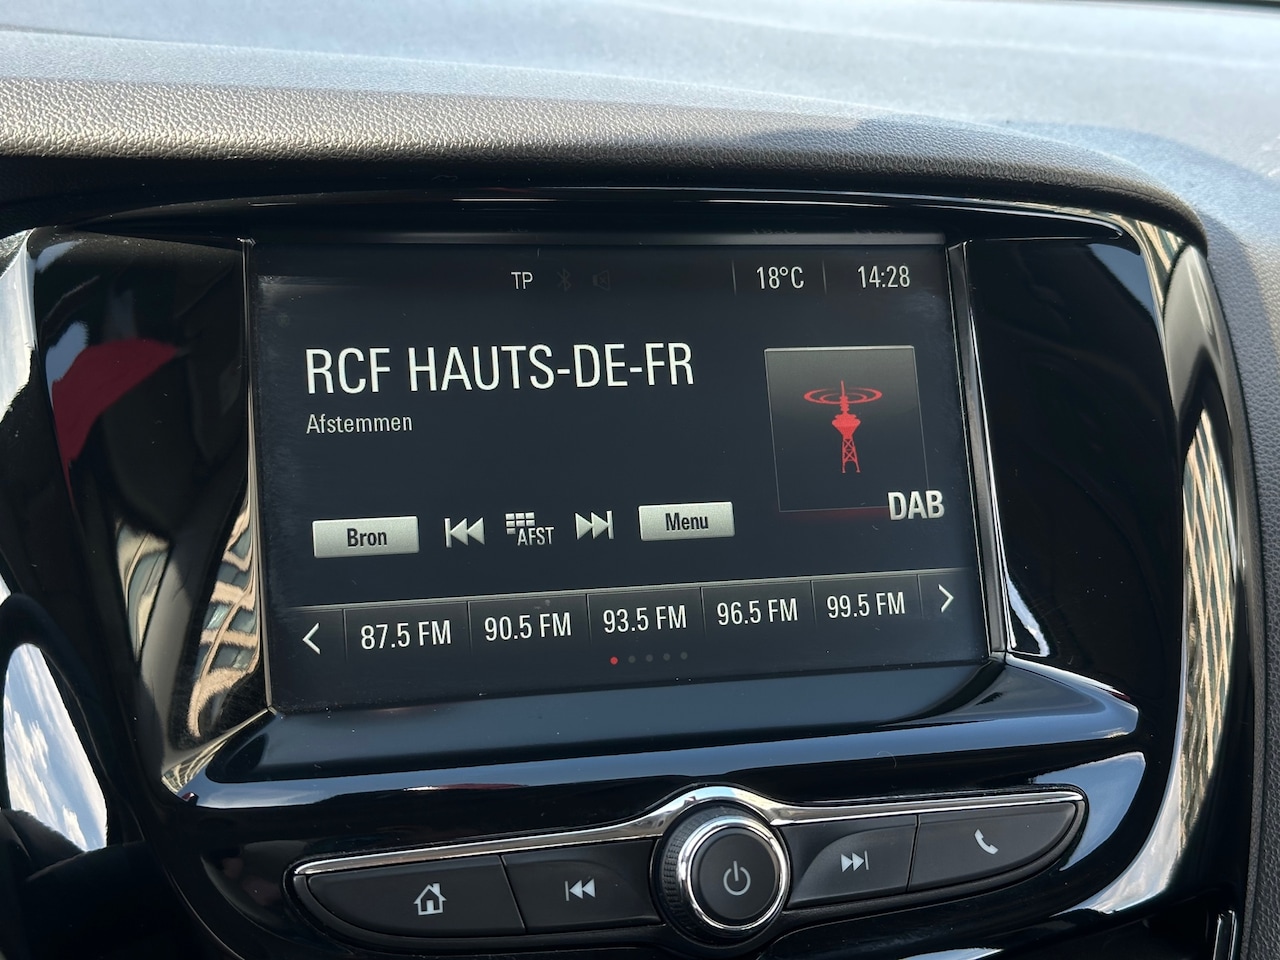 TP 18°C 14:28
RCF HAUTS-DE-FR
Afstemmen
DAB
Bron AFST Menu
87.5 FM 90.5 FM 93.5 FM 96.5 FM 99.5 FM